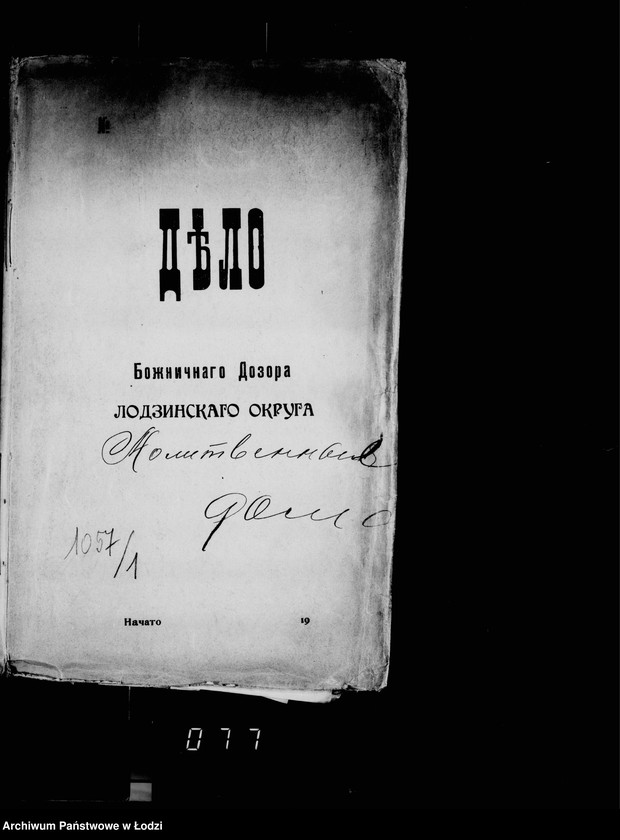 №
ДѢЛО
Божничнаго Дозора
ЛОДЗИНСКАГО ОКРУГА
Молитвенные
дома
1057/1
Начато 19
077
Archiwum Państwowe w Łodzi